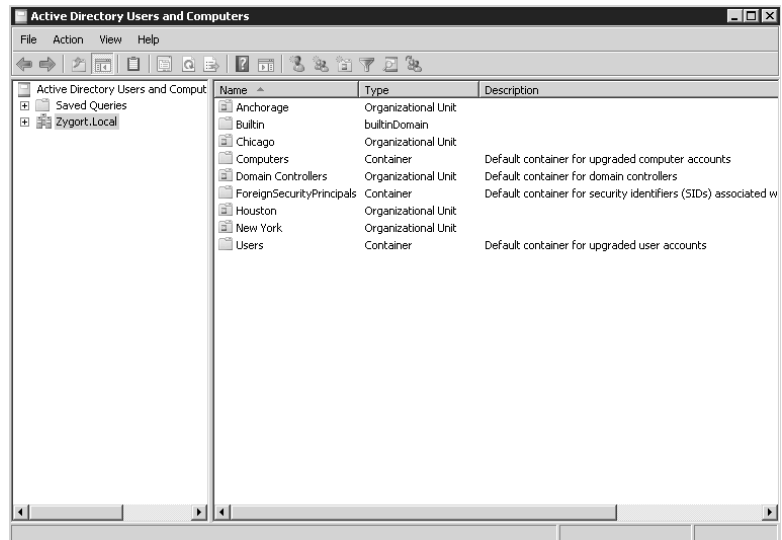 Active Directory Users and Computers
File Action View Help
Active Directory Users and Comput
Saved Queries
Zygort.Local
Name Type Description
Anchorage Organizational Unit
Builtin builtinDomain
Chicago Organizational Unit
Computers Container Default container for upgraded computer accounts
Domain Controllers Organizational Unit Default container for domain controllers
ForeignSecurityPrincipals Container Default container for security identifiers (SIDs) associated w
Houston Organizational Unit
New York Organizational Unit
Users Container Default container for upgraded user accounts